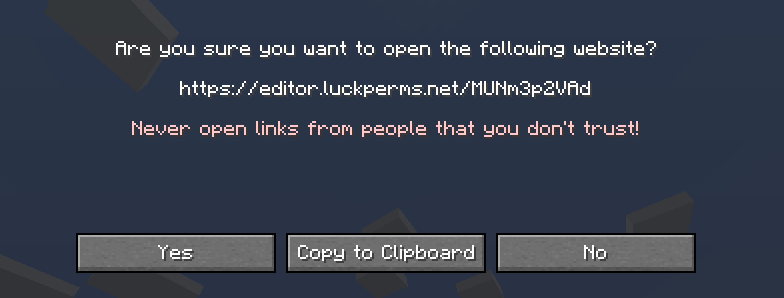 Are you sure you want to open the following website?
https://editor.luckperms.net/MUNm3p2VAd
Never open links from people that you don't trust!
Yes
Copy to Clipboard
No